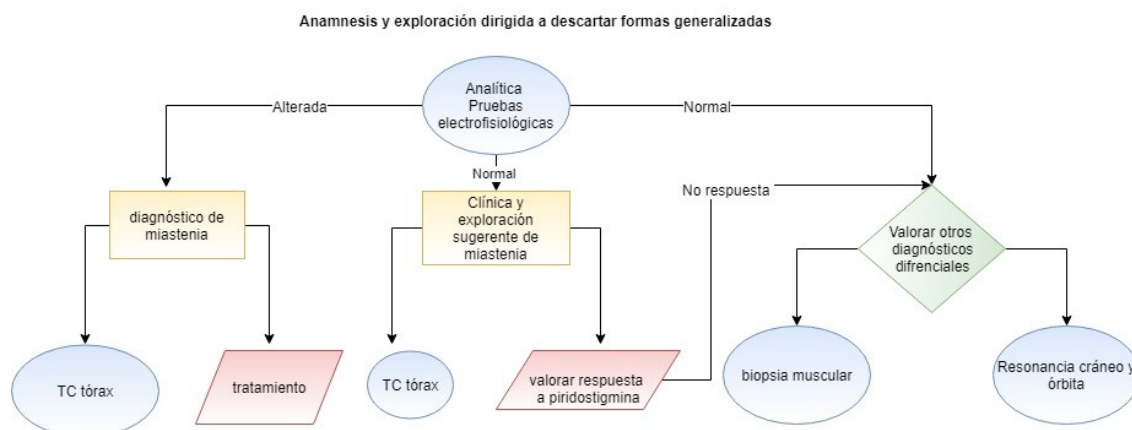 Anamnesis y exploración dirigida a descartar formas generalizadas
Analítica
Pruebas
electrofisiológicas
Alterada
Normal
Normal
diagnóstico de
miastenia
Clínica y
exploración
sugerente de
miastenia
No respuesta
Valorar otros
diagnósticos
difrenciales
TC tórax
tratamiento
TC tórax
valorar respuesta
a piridostigmina
biopsia muscular
Resonancia cráneo y
órbita